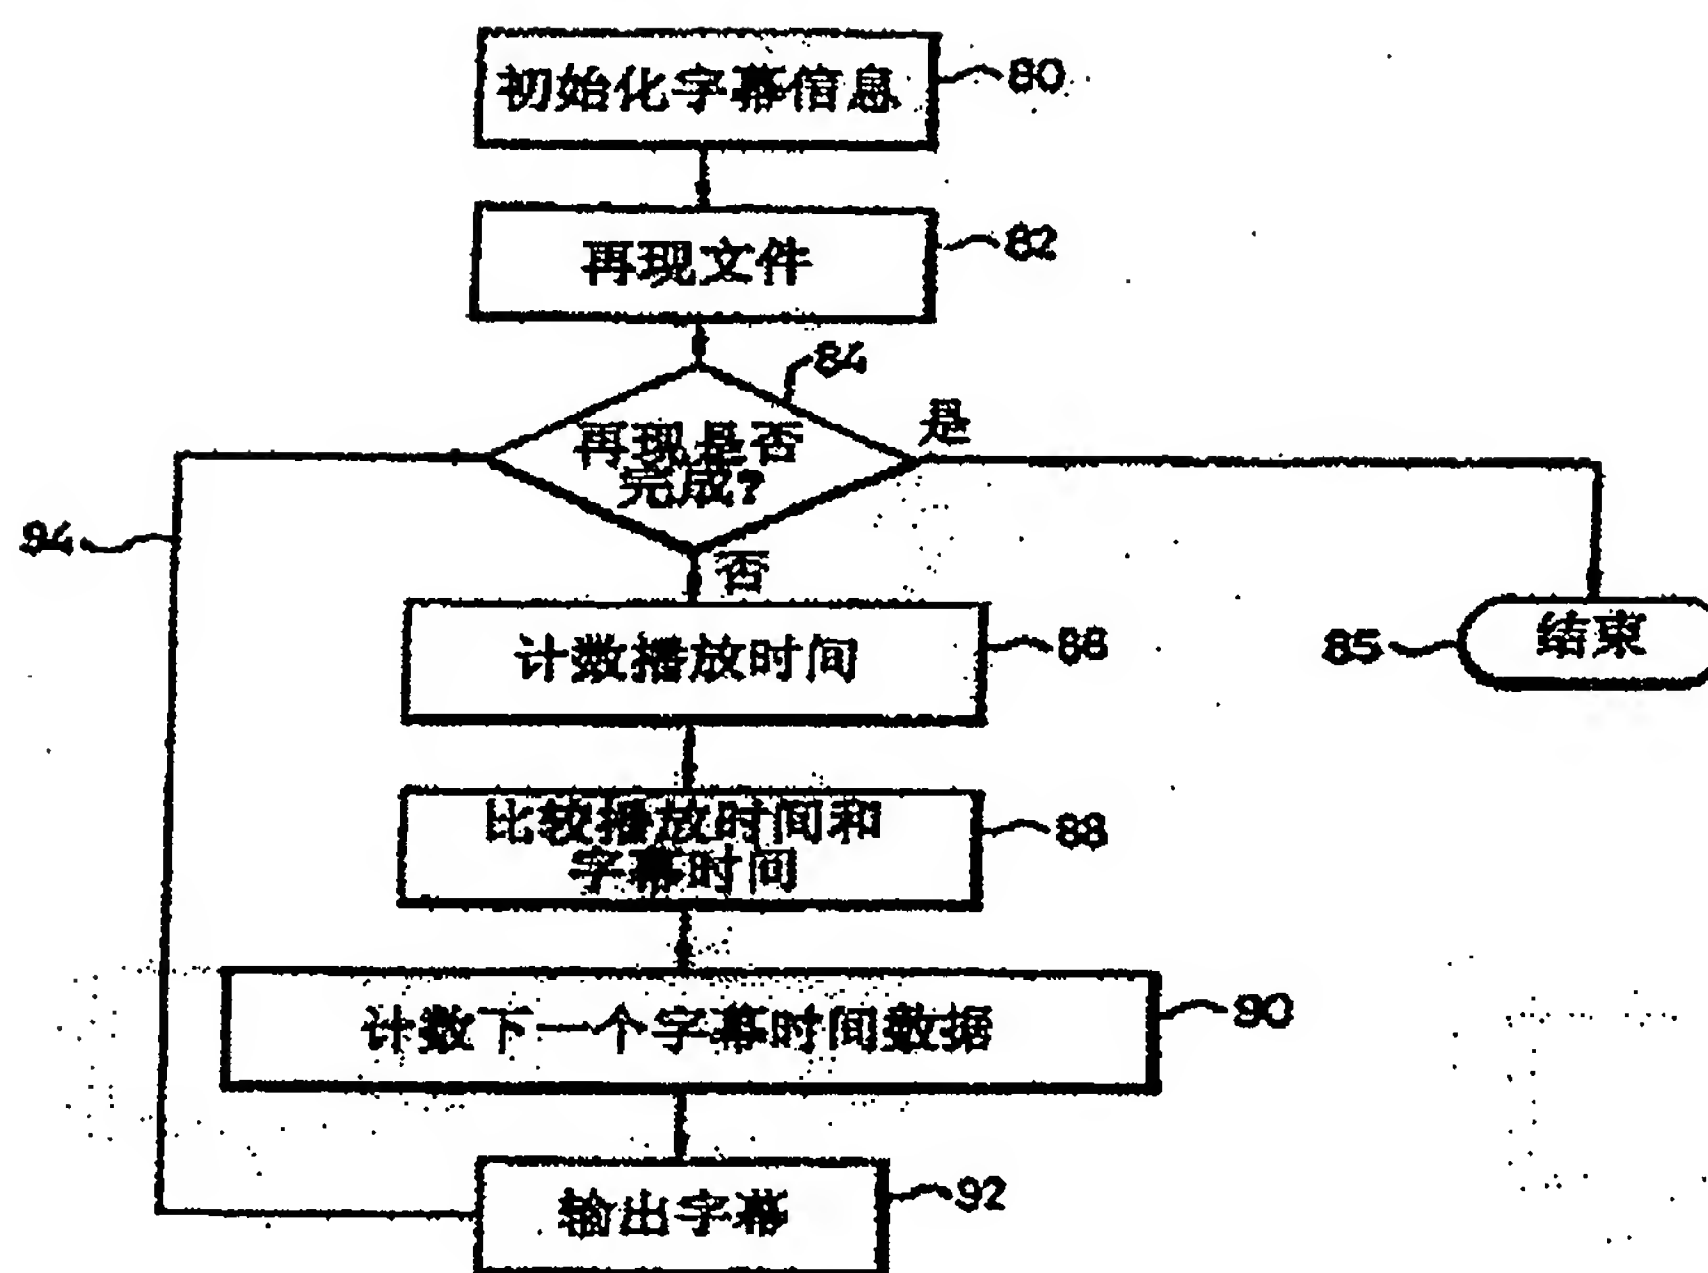 初始化字幕信息
80
再现文件
82
84
再现是否
完成?
是
94
否
计数播放时间
86
85
结束
比较播放时间和
字幕时间
88
计数下一个字幕时间数据
90
输出字幕
92